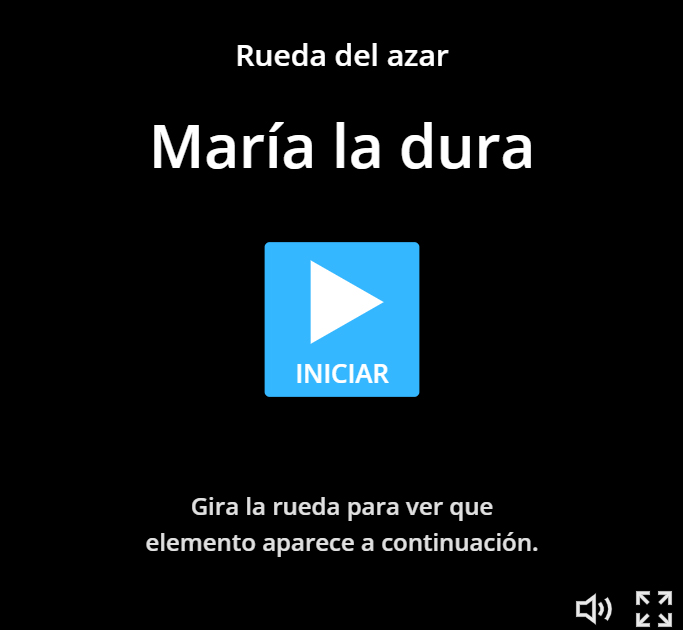 Rueda del azar
María la dura
INICIAR
Gira la rueda para ver que
elemento aparece a continuación.